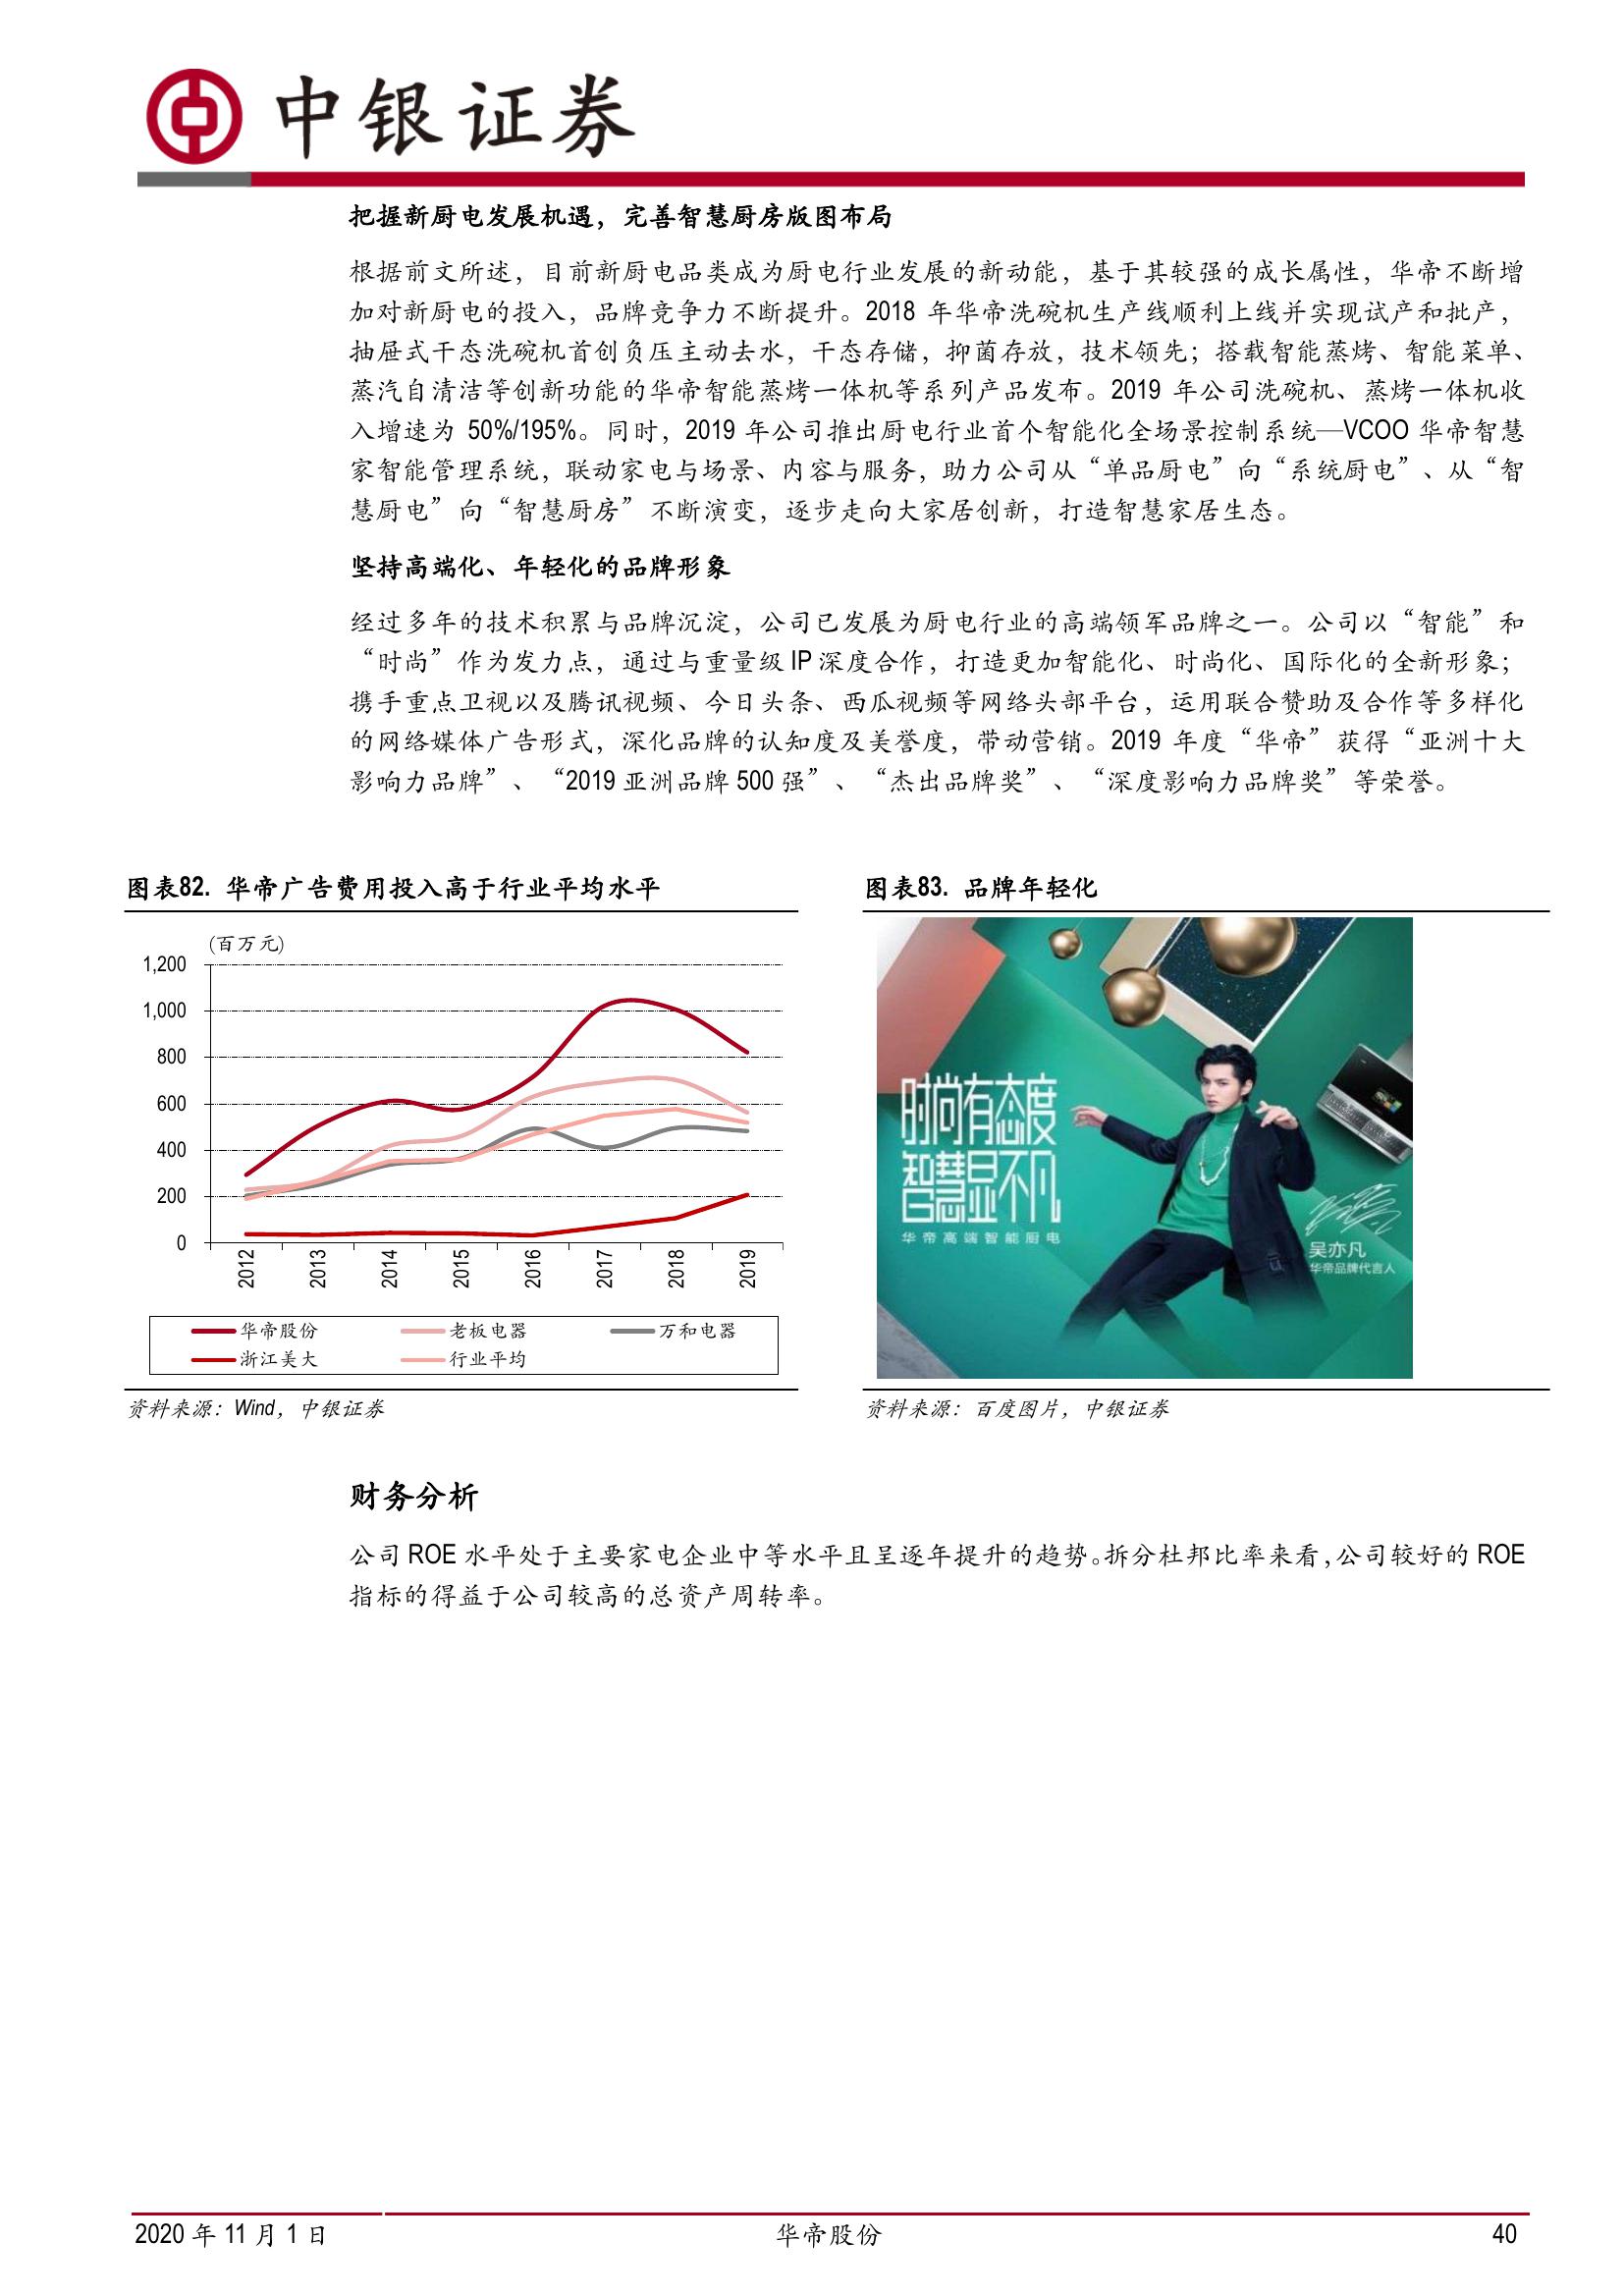 中银证券
把握新厨电发展机遇，完善智慧厨房版图布局
根据前文所述，目前新厨电品类成为厨电行业发展的新动能，基于其较强的成长属性，华帝不断增
加对新厨电的投入，品牌竞争力不断提升。2018 年华帝洗碗机生产线顺利上线并实现试产和批产，
抽屉式干态洗碗机首创负压主动去水，干态存储，抑菌存放，技术领先；搭载智能蒸烤、智能菜单、
蒸汽自清洁等创新功能的华帝智能蒸烤一体机等系列产品发布。2019 年公司洗碗机、蒸烤一体机收
入增速为 50%/195%。同时，2019 年公司推出厨电行业首个智能化全场景控制系统—VCOO 华帝智慧
家智能管理系统，联动家电与场景、内容与服务，助力公司从“单品厨电”向“系统厨电”、从“智
慧厨电”向“智慧厨房”不断演变，逐步走向大家居创新，打造智慧家居生态。
坚持高端化、年轻化的品牌形象
经过多年的技术积累与品牌沉淀，公司已发展为厨电行业的高端领军品牌之一。公司以“智能”和
“时尚”作为发力点，通过与重量级 IP 深度合作，打造更加智能化、时尚化、国际化的全新形象；
携手重点卫视以及腾讯视频、今日头条、西瓜视频等网络头部平台，运用联合赞助及合作等多样化
的网络媒体广告形式，深化品牌的认知度及美誉度，带动营销。2019 年度“华帝”获得“亚洲十大
影响力品牌”、“2019 亚洲品牌 500 强”、“杰出品牌奖”、“深度影响力品牌奖”等荣誉。
图表82. 华帝广告费用投入高于行业平均水平
(百万元)
1,200
1,000
800
600
400
200
0
2012 2013 2014 2015 2016 2017 2018 2019
华帝股份 老板电器 万和电器
浙江美大 行业平均
资料来源：Wind，中银证券
图表83. 品牌年轻化
时尚有态度
智慧显不凡
华帝高端智能厨电
吴亦凡
华帝品牌代言人
资料来源：百度图片，中银证券
财务分析
公司 ROE 水平处于主要家电企业中等水平且呈逐年提升的趋势。拆分杜邦比率来看，公司较好的 ROE
指标的得益于公司较高的总资产周转率。
2020 年 11 月 1 日 华帝股份 40